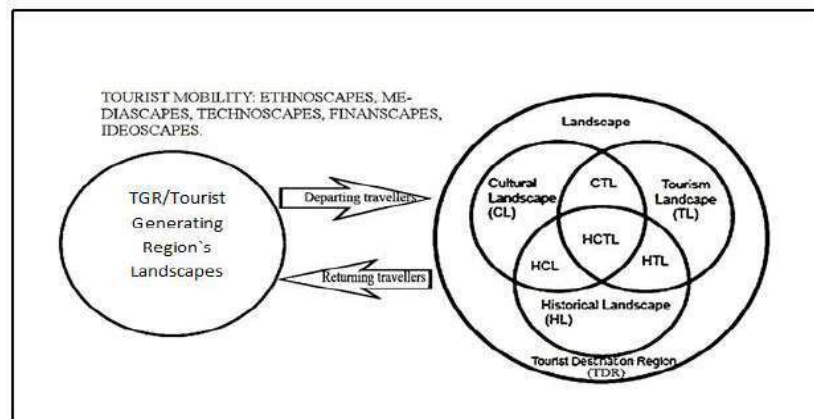 TOURIST MOBILITY: ETHNOSCAPES, ME-
DIASCAPES, TECHNOSCAPES, FINANSCAPES,
IDEOSCAPES.
TGR/Tourist
Generating
Region`s
Landscapes
Departing travellers
Returning travellers
Landscape
Cultural
Landscape
(CL)
CTL
Tourism
Landcape
(TL)
HCTL
HCL
HTL
Historical Landscape
(HL)
Tourist Destination Region
(TDR)